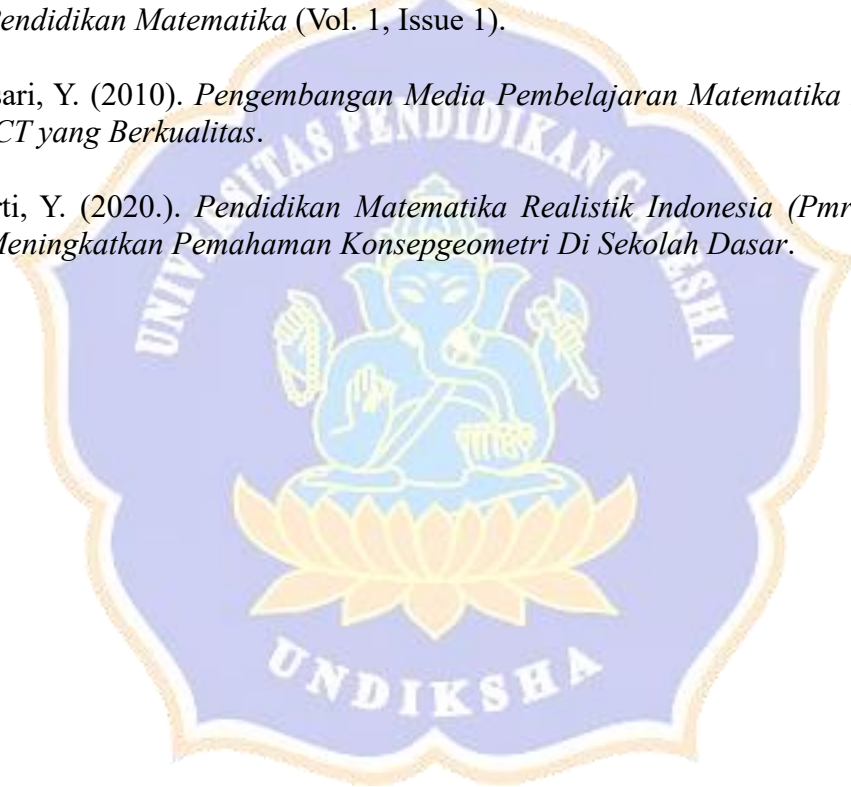 Pendidikan Matematika (Vol. 1, Issue 1).
sari, Y. (2010). Pengembangan Media Pembelajaran Matematika
CT yang Berkualitas.
rti, Y. (2020.). Pendidikan Matematika Realistik Indonesia (Pmr
Meningkatkan Pemahaman Konsepgeometri Di Sekolah Dasar.
UNIVERSITAS PENDIDIKAN GANESHA
UNDIKSHA